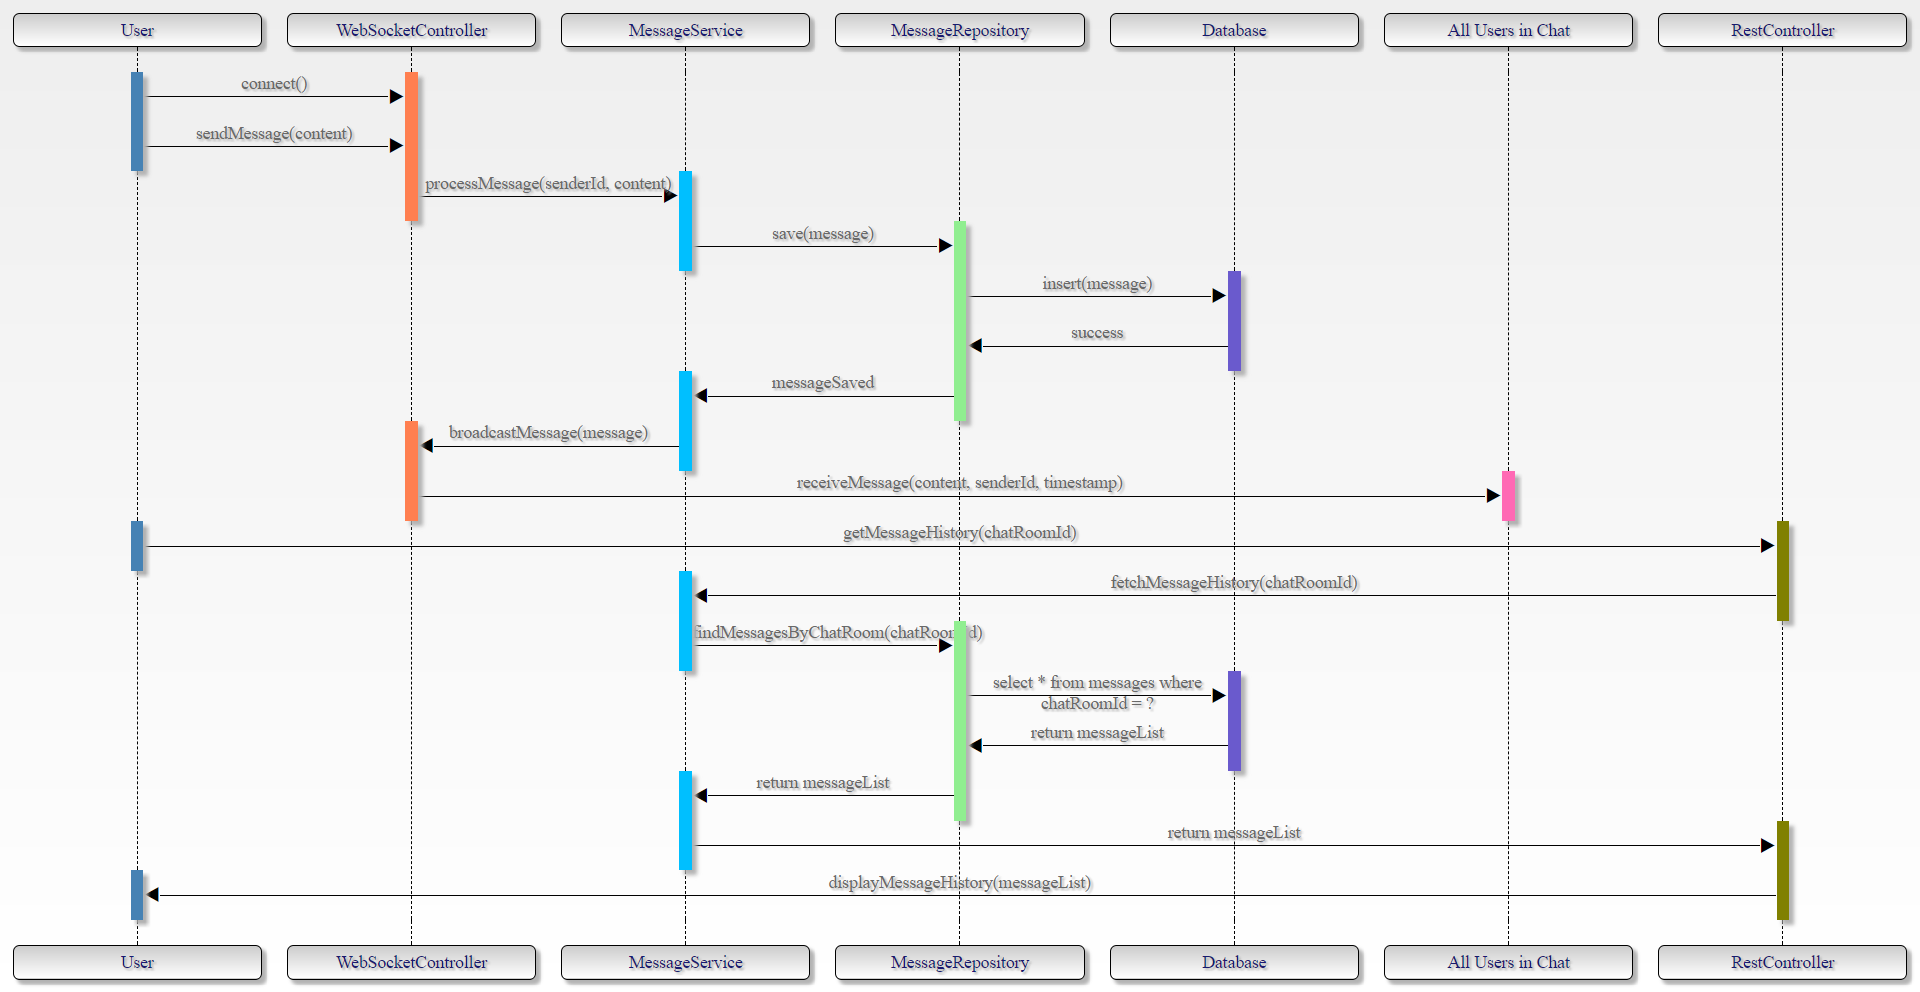 User
WebSocketController
MessageService
MessageRepository
Database
All Users in Chat
RestController
connect()
sendMessage(content)
processMessage(senderId, content)
save(message)
insert(message)
success
messageSaved
broadcastMessage(message)
receiveMessage(content, senderId, timestamp)
getMessageHistory(chatRoomId)
fetchMessageHistory(chatRoomId)
findMessagesByChatRoom(chatRoomId)
select * from messages where
chatRoomId = ?
return messageList
return messageList
return messageList
displayMessageHistory(messageList)
User
WebSocketController
MessageService
MessageRepository
Database
All Users in Chat
RestController